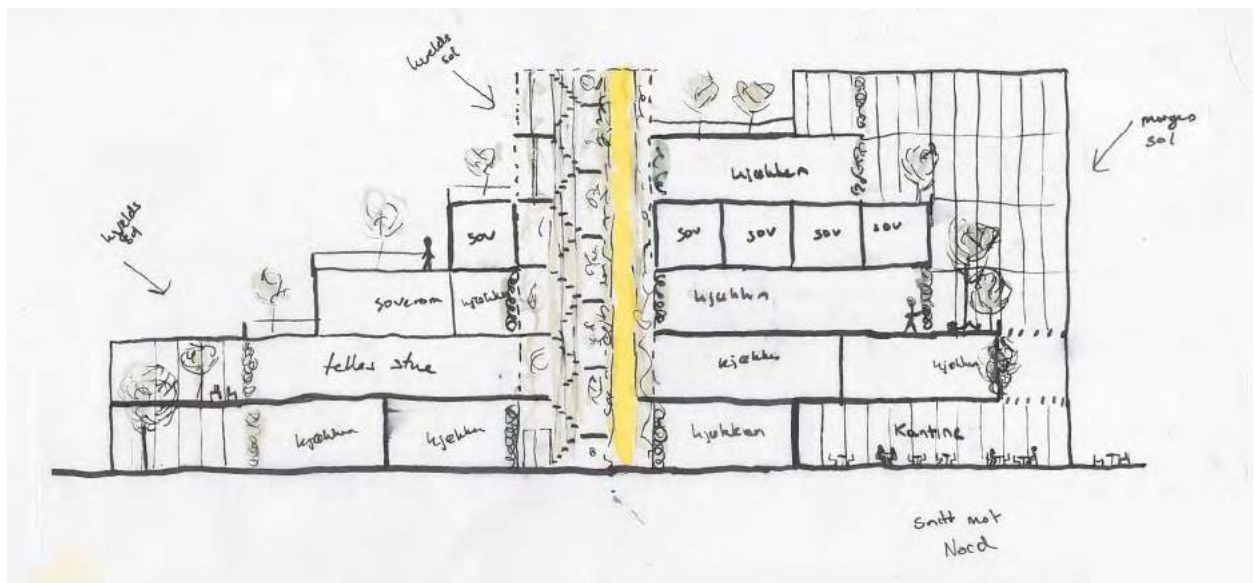 kvelds
sol
kvelds
sol
morgen
sol
kjøkken
sov
sov
sov
sov
sov
soverom
kjøkken
kjøkken
felles stue
kjøkken
kjøkken
kjøkken
kjøkken
kjøkken
Kantine
Snitt mot
Nord